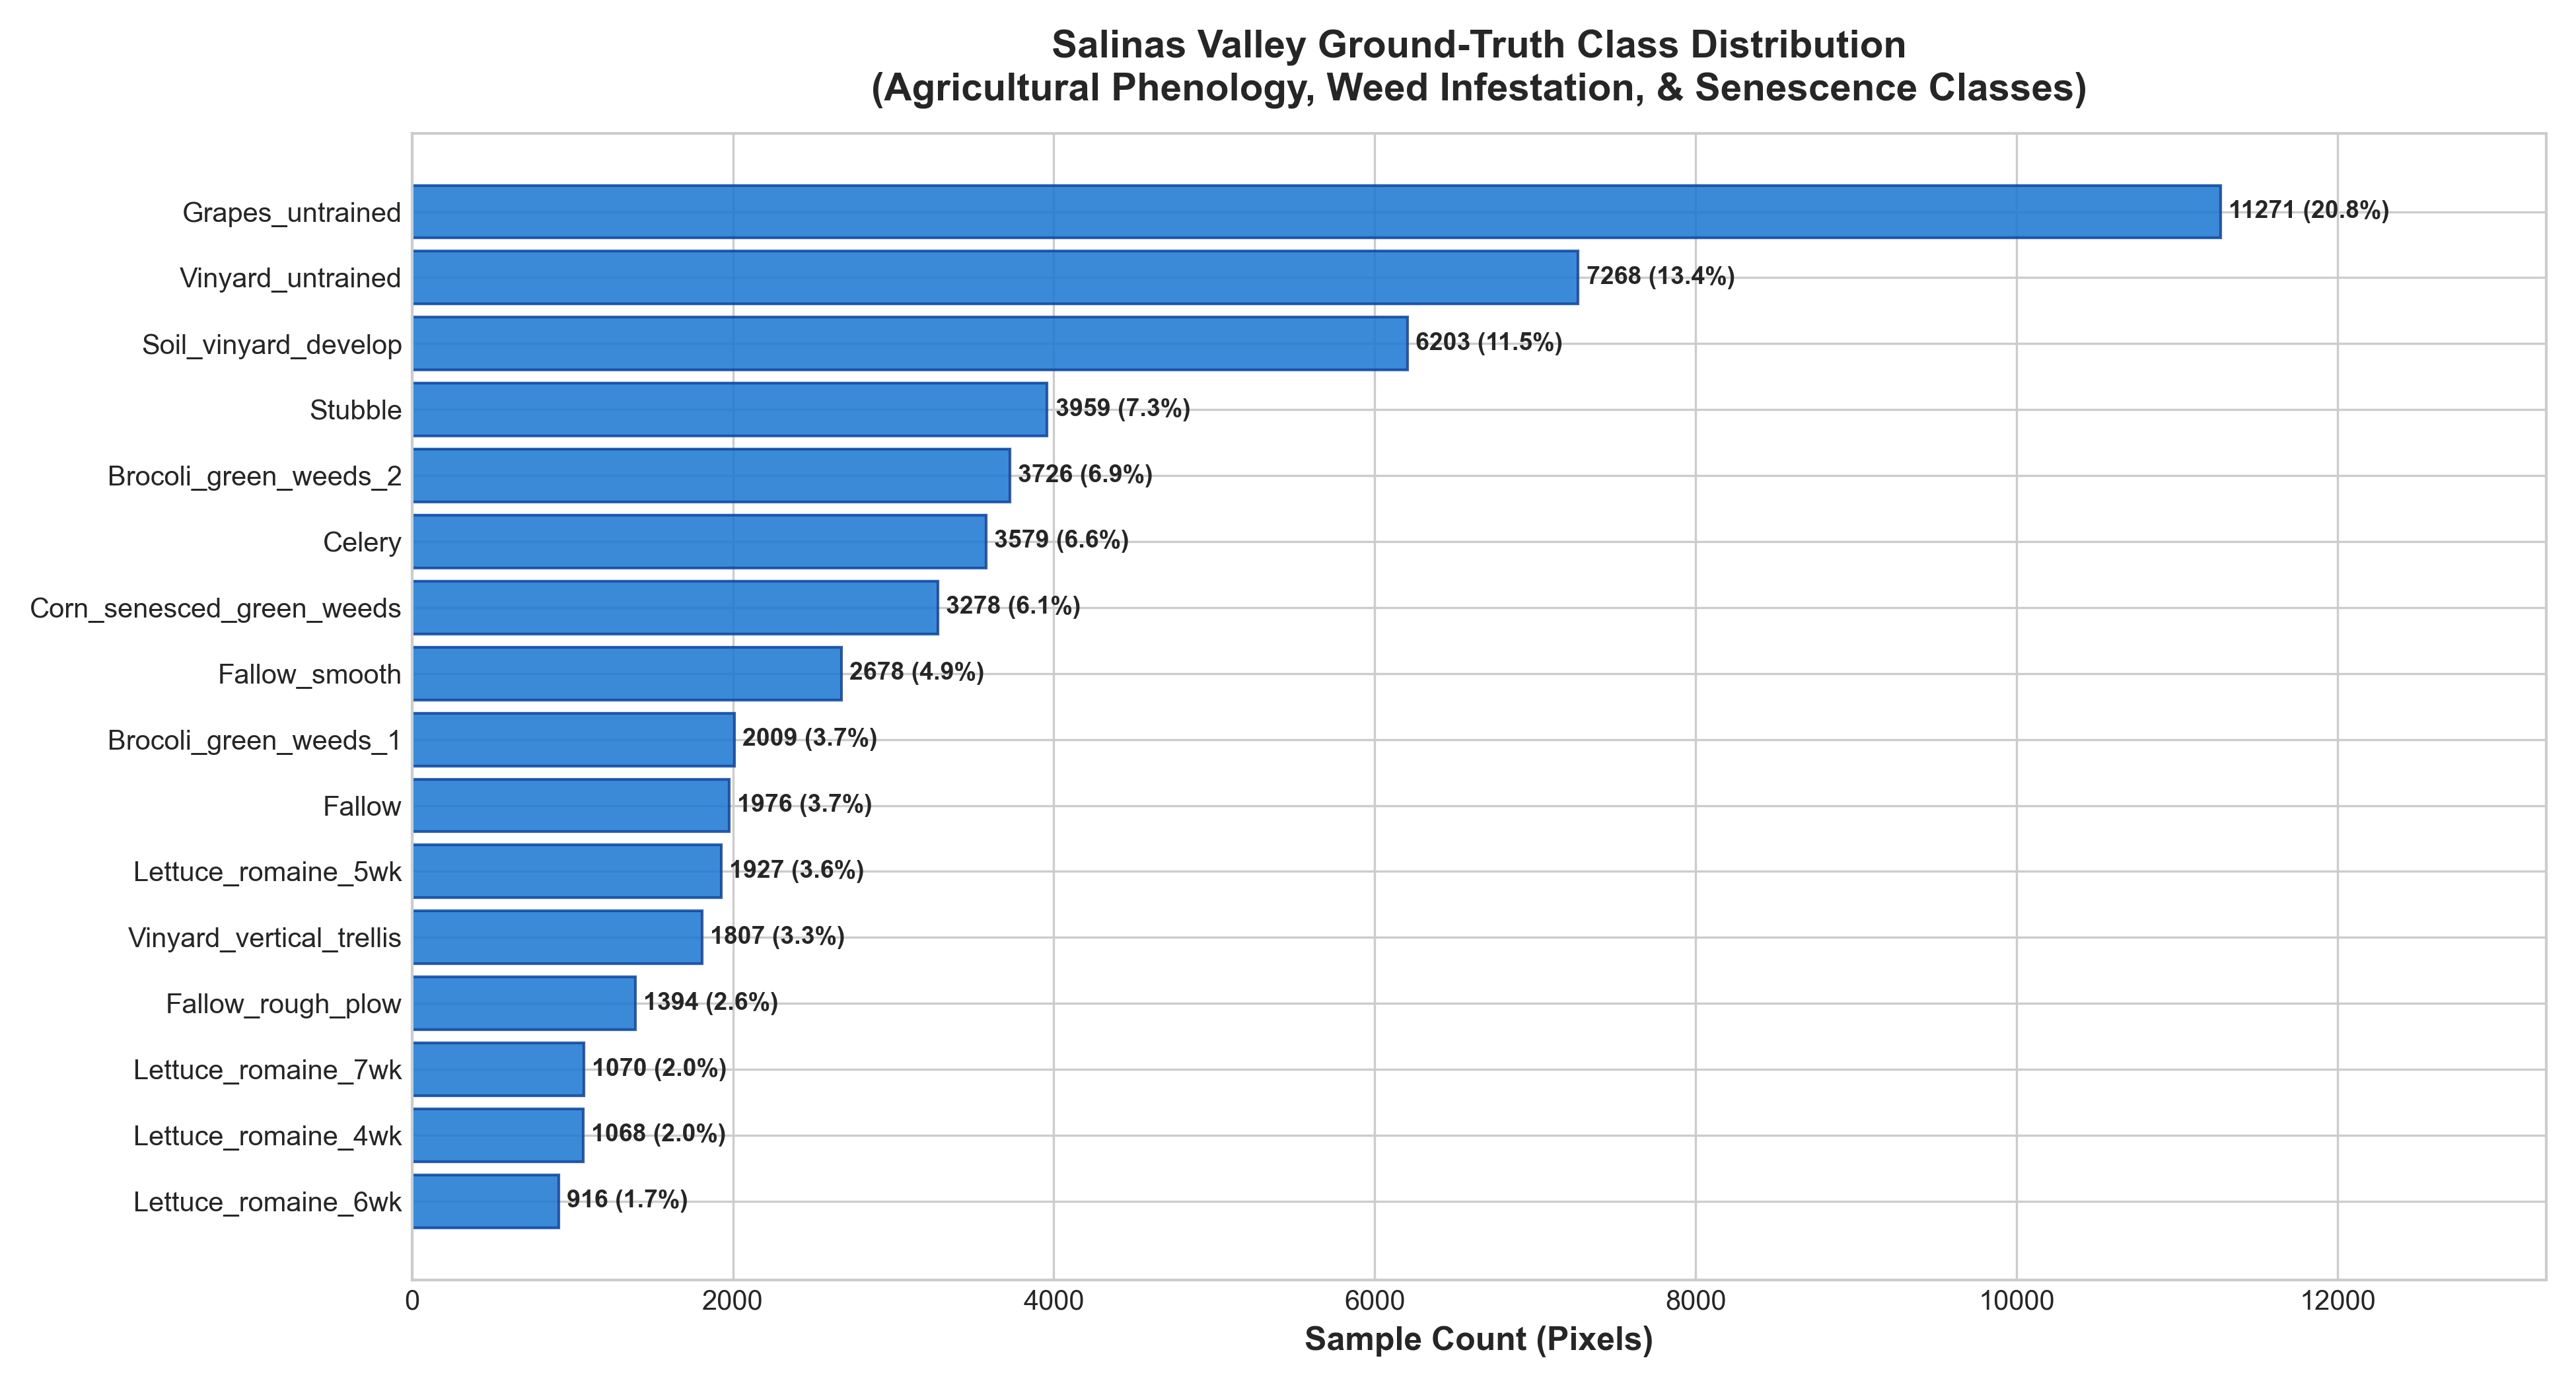 Salinas Valley Ground-Truth Class Distribution
(Agricultural Phenology, Weed Infestation, & Senescence Classes)
Grapes_untrained 11271 (20.8%)
Vinyard_untrained 7268 (13.4%)
Soil_vinyard_develop 6203 (11.5%)
Stubble 3959 (7.3%)
Brocoli_green_weeds_2 3726 (6.9%)
Celery 3579 (6.6%)
Corn_senesced_green_weeds 3278 (6.1%)
Fallow_smooth 2678 (4.9%)
Brocoli_green_weeds_1 2009 (3.7%)
Fallow 1976 (3.7%)
Lettuce_romaine_5wk 1927 (3.6%)
Vinyard_vertical_trellis 1807 (3.3%)
Fallow_rough_plow 1394 (2.6%)
Lettuce_romaine_7wk 1070 (2.0%)
Lettuce_romaine_4wk 1068 (2.0%)
Lettuce_romaine_6wk 916 (1.7%)
0 2000 4000 6000 8000 10000 12000
Sample Count (Pixels)